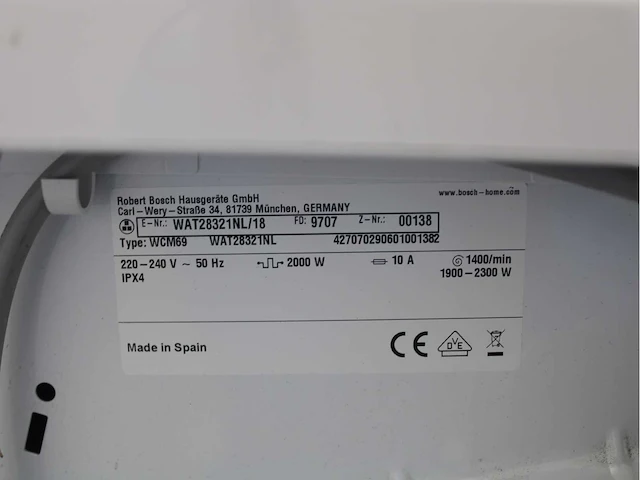 Robert Bosch Hausgeräte GmbH
www.bosch-home.com
Carl-Wery-Straße 34, 81739 München, GERMANY
E-Nr.: WAT28321NL/18 FD: 9707 Z-Nr.: 00138
Type: WCM69 WAT28321NL 427070290601001382
220-240 V ~ 50 Hz 2000 W 10 A 1400/min
IPX4 1900-2300 W
Made in Spain CE DVE